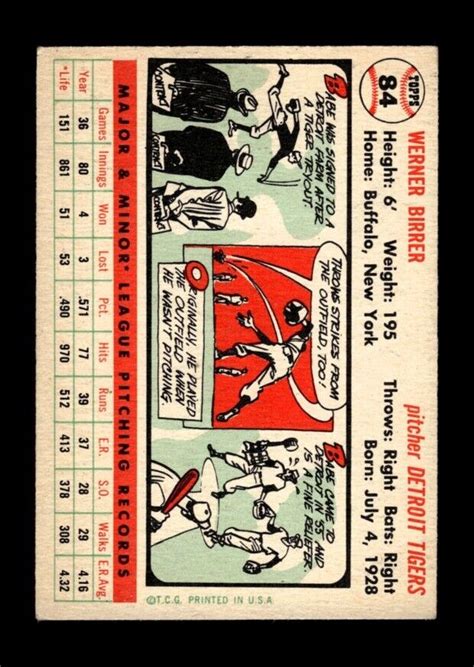 TOPPS
84
WERNER BIRRER
pitcher DETROIT TIGERS
Height: 6' Weight: 195 Throws: Right Bats: Right
Home: Buffalo, New York Born: July 4, 1928
BABE WAS SIGNED TO A
DETROIT FARM AFTER
A TIGER TRYOUT.
CONTRACT
CONTRACT
CONTRACT
THROWS STRIKES FROM
THE OUTFIELD, TOO!
ORIGINALLY, HE PLAYED
THE OUTFIELD WHEN
HE WASN'T PITCHING.
BABE CAME TO
DETROIT IN '55 AND
IS A FINE RELIEFER
MAJOR & MINOR* LEAGUE PITCHING RECORDS
Games Innings Won Lost Pct. Hits Runs E.R. S.O. Walks E.R.Avg.
Year 36 80 4 3 .571 77 39 37 28 29 4.16
*Life 151 861 51 53 .490 970 512 413 378 308 4.32
©T.C.G. PRINTED IN U.S.A